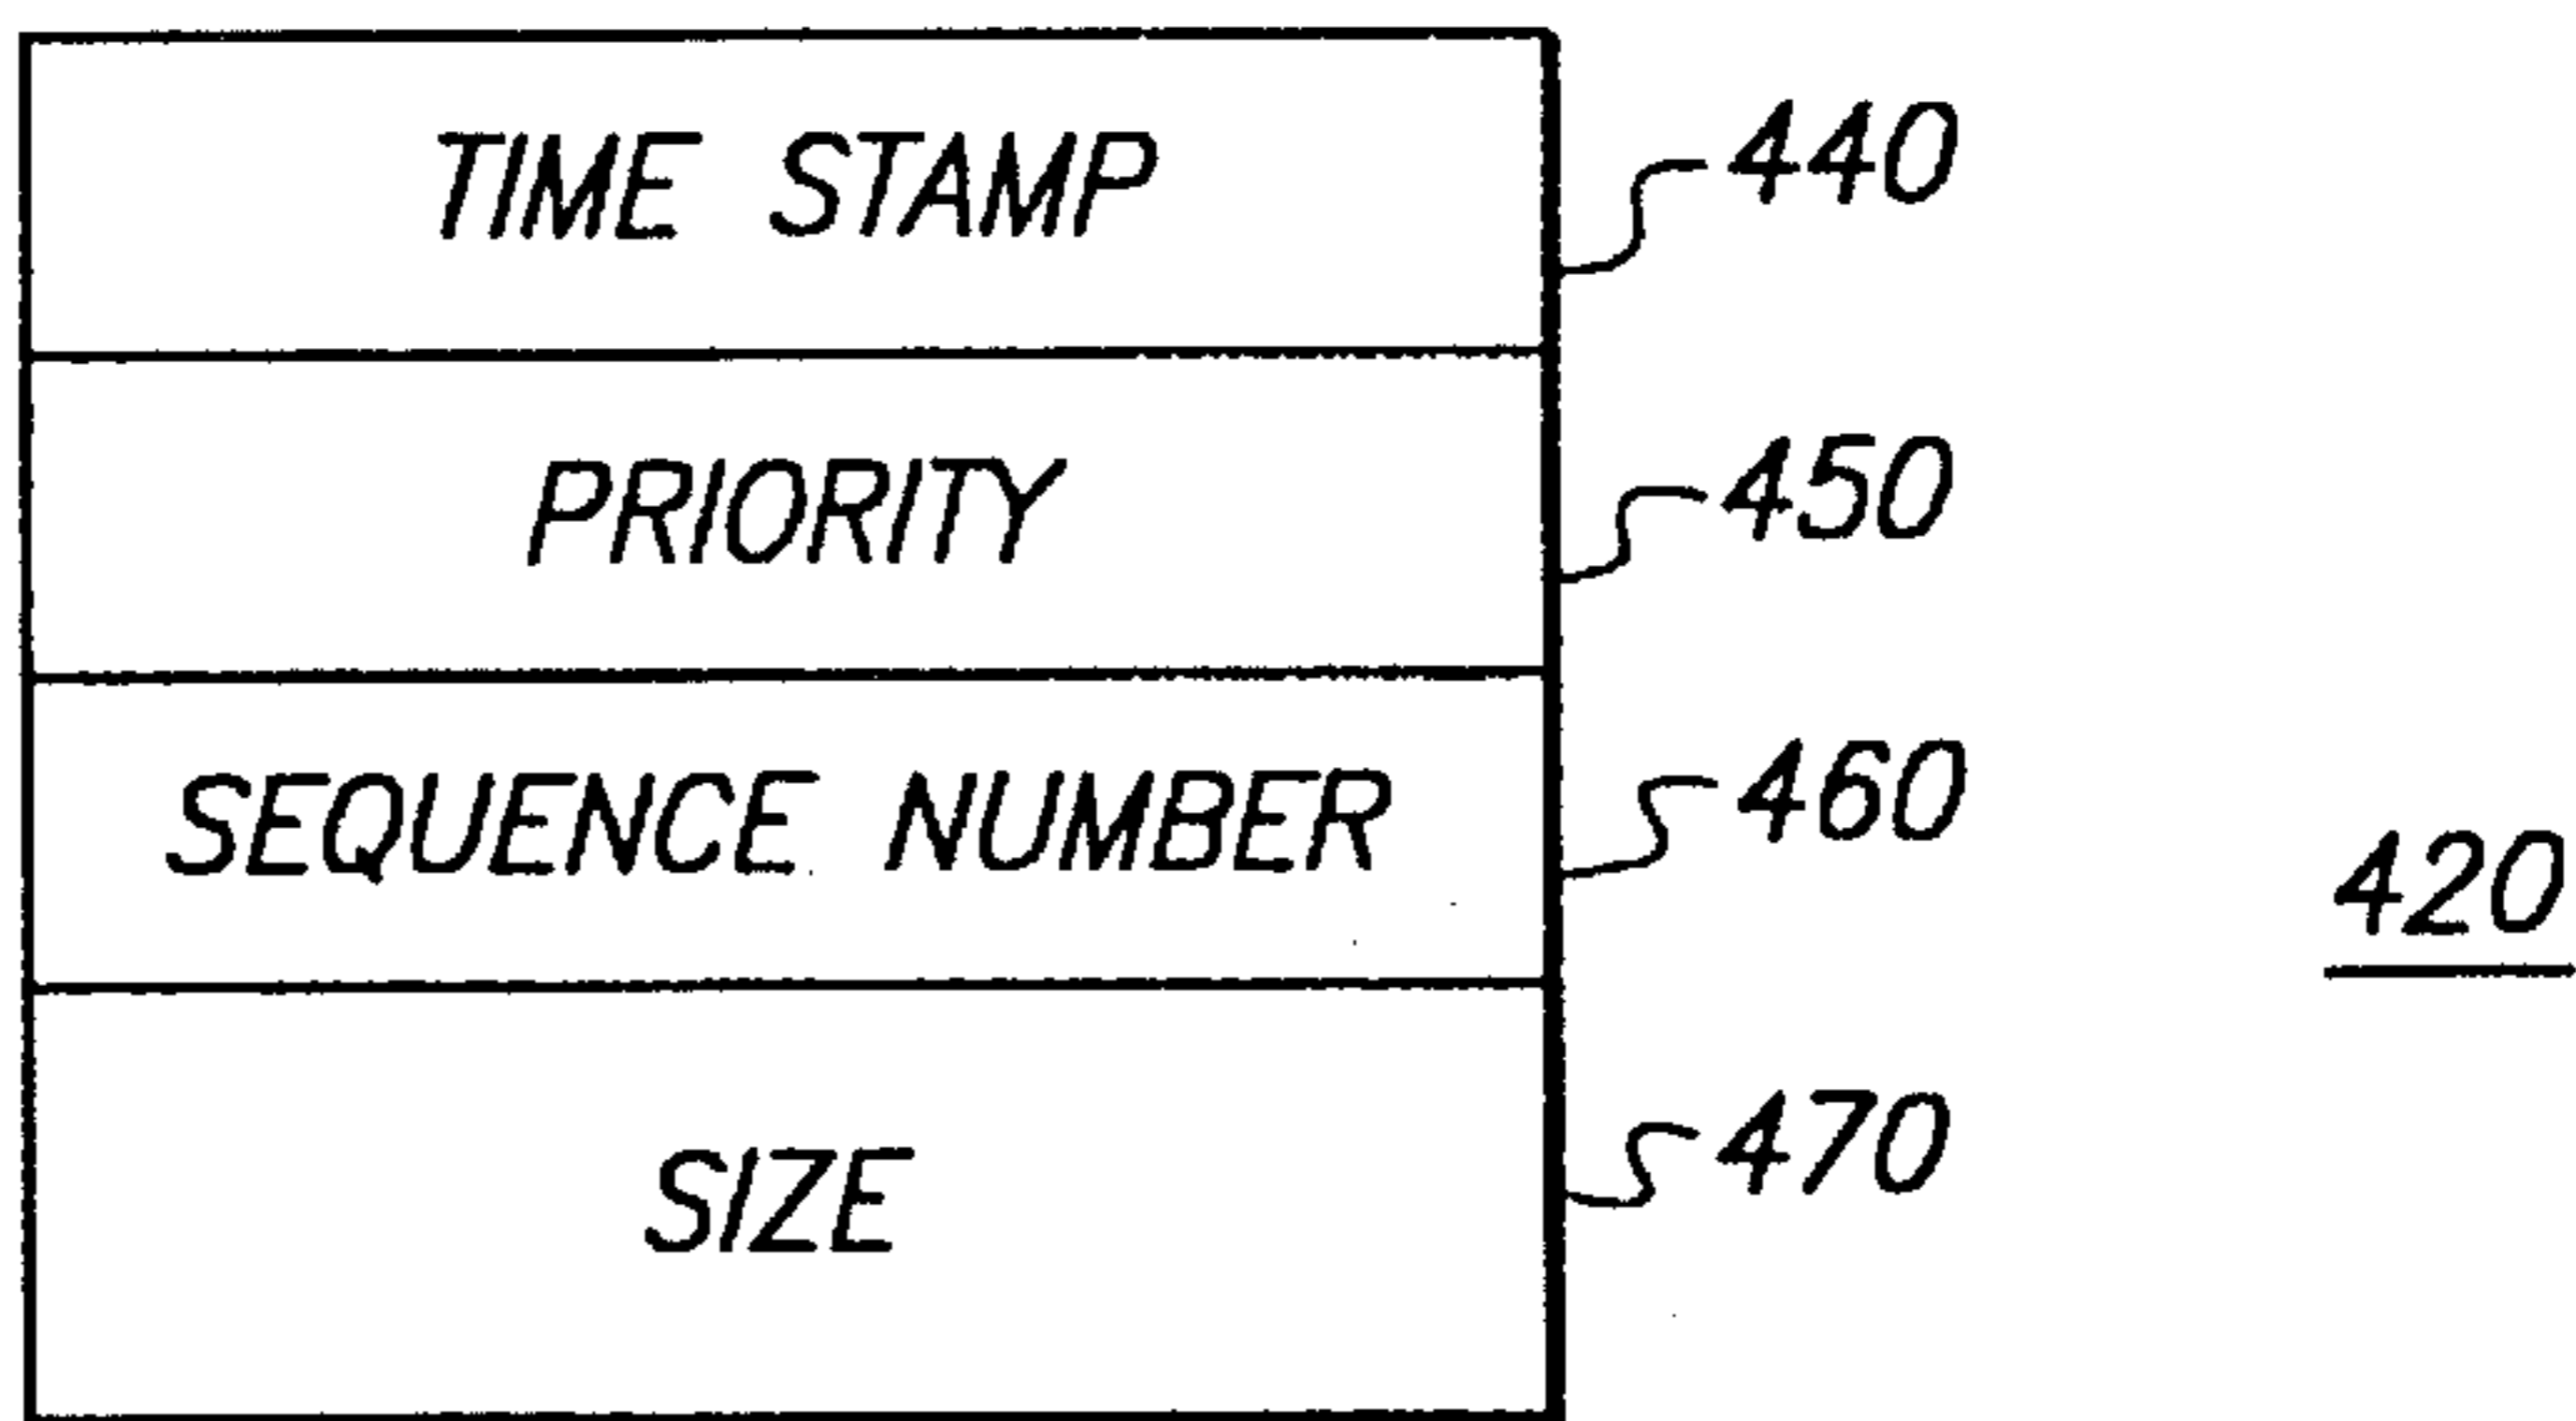 TIME STAMP 440
PRIORITY 450
SEQUENCE NUMBER 460
420
SIZE 470